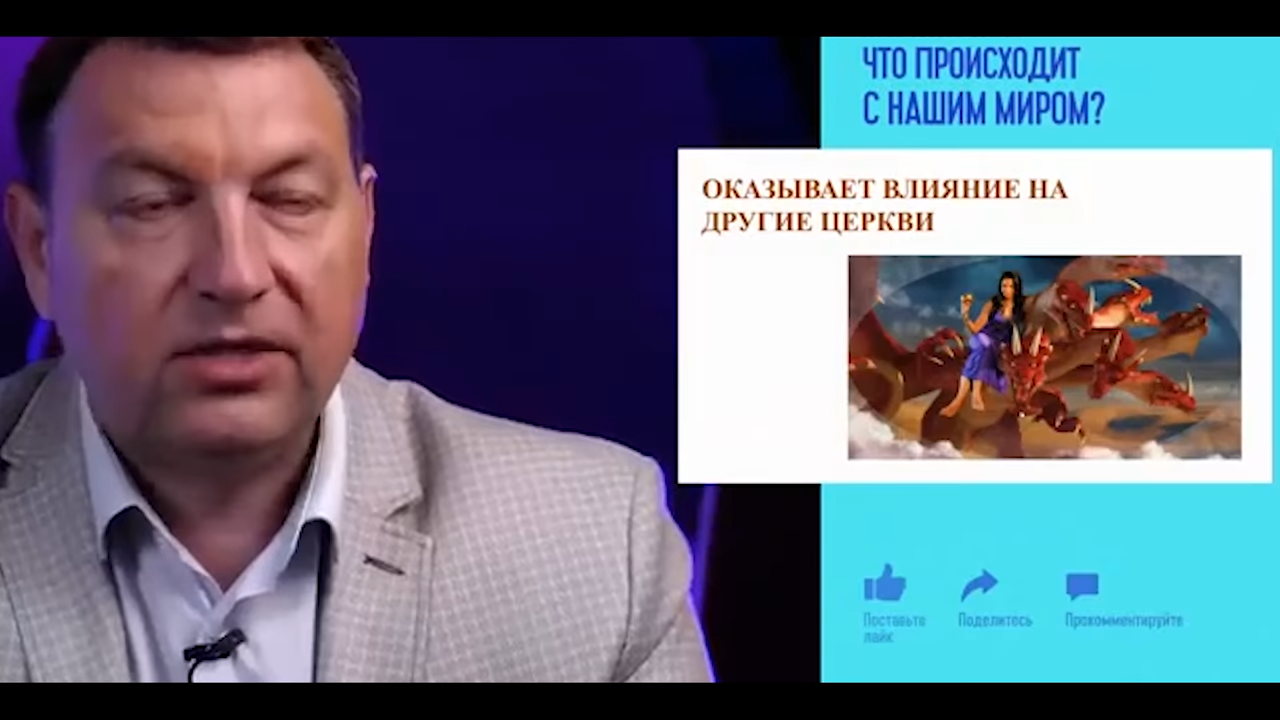 ЧТО ПРОИСХОДИТ
С НАШИМ МИРОМ?
ОКАЗЫВАЕТ ВЛИЯНИЕ НА
ДРУГИЕ ЦЕРКВИ
Поставьте
лайк
Поделитесь
Прокомментируйте